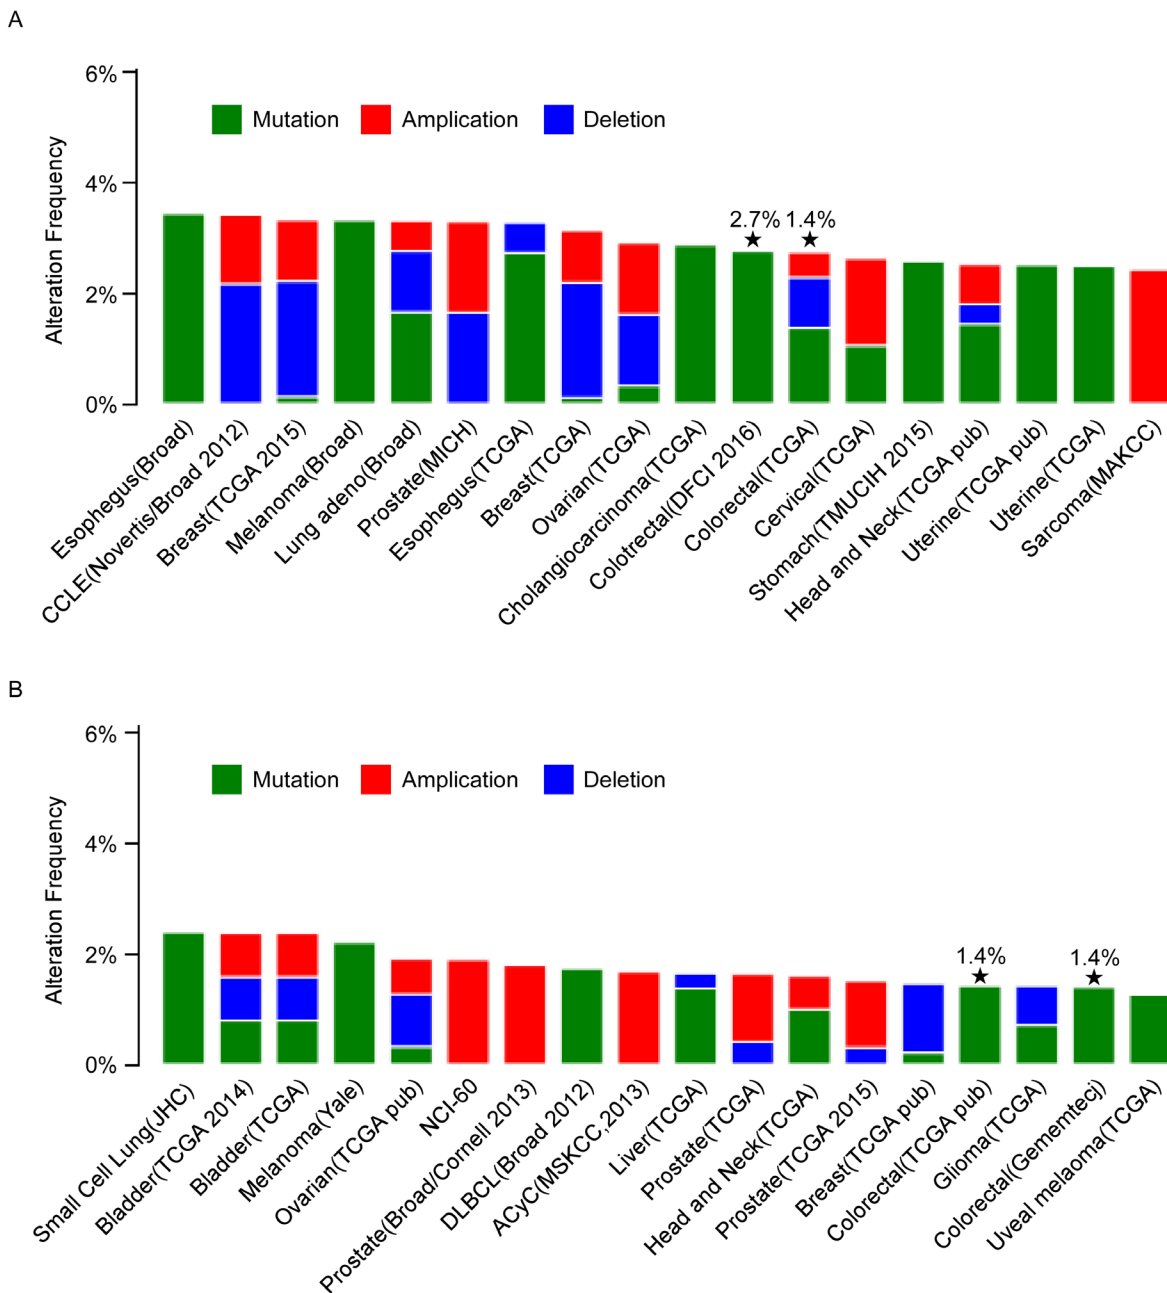 A
6%
Mutation Amplication Deletion
4%
2.7% 1.4%
2%
0%
Alteration Frequency
Esophegus(Broad)
CCLE(Novertis/Broad 2012)
Breast(TCGA 2015)
Melanoma(Broad)
Lung adeno(Broad)
Prostate(MICH)
Esophegus(TCGA)
Breast(TCGA)
Ovarian(TCGA)
Cholangiocarcinoma(TCGA)
Colotrectal(DFCI 2016)
Colorectal(TCGA)
Cervical(TCGA)
Stomach(TMUCIH 2015)
Head and Neck(TCGA pub)
Uterine(TCGA pub)
Uterine(TCGA)
Sarcoma(MAKCC)
B
6%
Mutation Amplication Deletion
4%
2%
1.4% 1.4%
0%
Alteration Frequency
Small Cell Lung(JHC)
Bladder(TCGA 2014)
Bladder(TCGA)
Melanoma(Yale)
Ovarian(TCGA pub)
NCI-60
Prostate(Broad/Cornell 2013)
DLBCL(Broad 2012)
ACyC(MSKCC,2013)
Liver(TCGA)
Prostate(TCGA)
Head and Neck(TCGA)
Prostate(TCGA 2015)
Breast(TCGA pub)
Colorectal(TCGA pub)
Glioma(TCGA)
Colorectal(Gememtecj)
Uveal melaoma(TCGA)